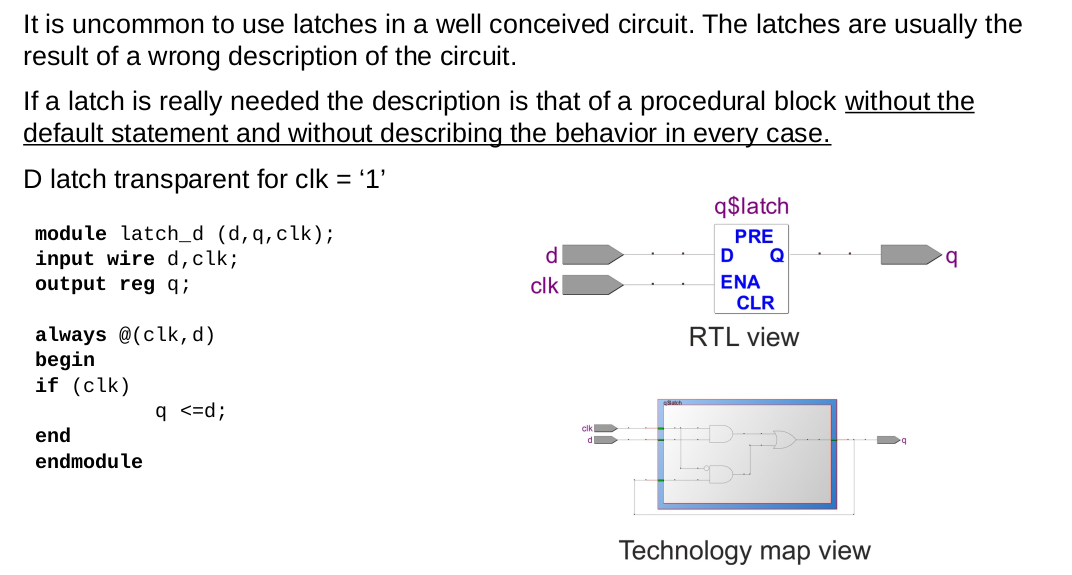 It is uncommon to use latches in a well conceived circuit. The latches are usually the
result of a wrong description of the circuit.
If a latch is really needed the description is that of a procedural block without the
default statement and without describing the behavior in every case.
D latch transparent for clk = ‘1’
module latch_d (d,q,clk);
input wire d,clk;
output reg q;
always @(clk,d)
begin
if (clk)
q <=d;
end
endmodule
q$latch
PRE
d
D
Q
q
clk
ENA
CLR
RTL view
q$latch
clk
d
q
Technology map view